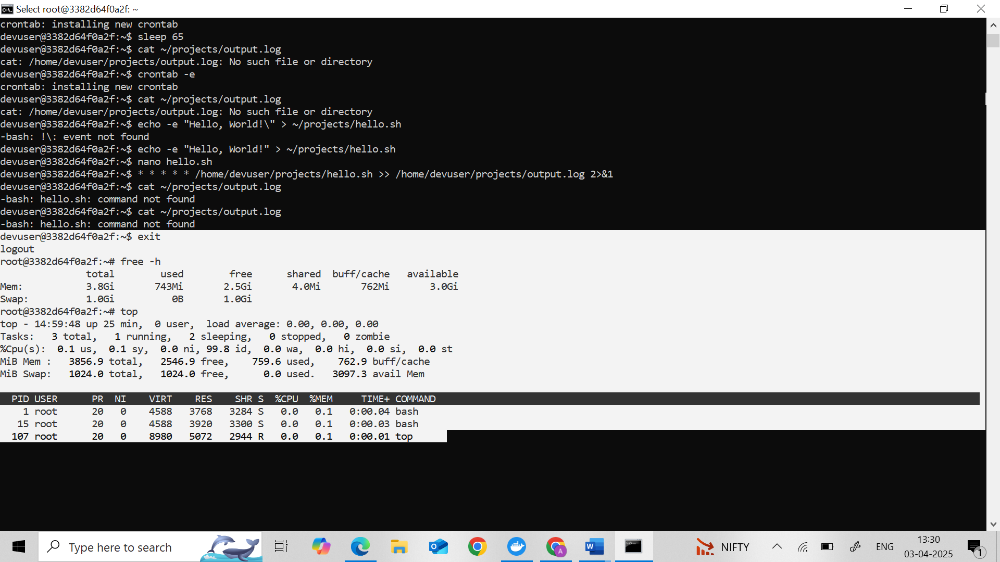 Select root@3382d64f0a2f: ~
crontab: installing new crontab
devuser@3382d64f0a2f:~$ sleep 65
devuser@3382d64f0a2f:~$ cat ~/projects/output.log
cat: /home/devuser/projects/output.log: No such file or directory
devuser@3382d64f0a2f:~$ crontab -e
crontab: installing new crontab
devuser@3382d64f0a2f:~$ cat ~/projects/output.log
cat: /home/devuser/projects/output.log: No such file or directory
devuser@3382d64f0a2f:~$ echo -e "Hello, World!\" > ~/projects/hello.sh
-bash: !\: event not found
devuser@3382d64f0a2f:~$ echo -e "Hello, World!" > ~/projects/hello.sh
devuser@3382d64f0a2f:~$ nano hello.sh
devuser@3382d64f0a2f:~$ * * * * * /home/devuser/projects/hello.sh >> /home/devuser/projects/output.log 2>&1
devuser@3382d64f0a2f:~$ cat ~/projects/output.log
-bash: hello.sh: command not found
devuser@3382d64f0a2f:~$ cat ~/projects/output.log
-bash: hello.sh: command not found
devuser@3382d64f0a2f:~$ exit
logout
root@3382d64f0a2f:~# free -h
               total        used        free      shared  buff/cache   available
Mem:           3.8Gi       743Mi       2.5Gi       4.0Mi       762Mi       3.0Gi
Swap:          1.0Gi          0B       1.0Gi
root@3382d64f0a2f:~# top
top - 14:59:48 up 25 min,  0 user,  load average: 0.00, 0.00, 0.00
Tasks:   3 total,   1 running,   2 sleeping,   0 stopped,   0 zombie
%Cpu(s):  0.1 us,  0.1 sy,  0.0 ni, 99.8 id,  0.0 wa,  0.0 hi,  0.0 si,  0.0 st
MiB Mem :   3856.9 total,   2546.9 free,    759.6 used,    762.9 buff/cache
MiB Swap:   1024.0 total,   1024.0 free,      0.0 used.   3097.3 avail Mem
  PID USER      PR  NI    VIRT    RES    SHR S  %CPU  %MEM     TIME+ COMMAND
    1 root      20   0    4588   3768   3284 S   0.0   0.1   0:00.04 bash
   15 root      20   0    4588   3920   3300 S   0.0   0.1   0:00.03 bash
  107 root      20   0    8980   5072   2944 R   0.0   0.1   0:00.01 top
Type here to search
NIFTY
ENG
13:30
03-04-2025
1